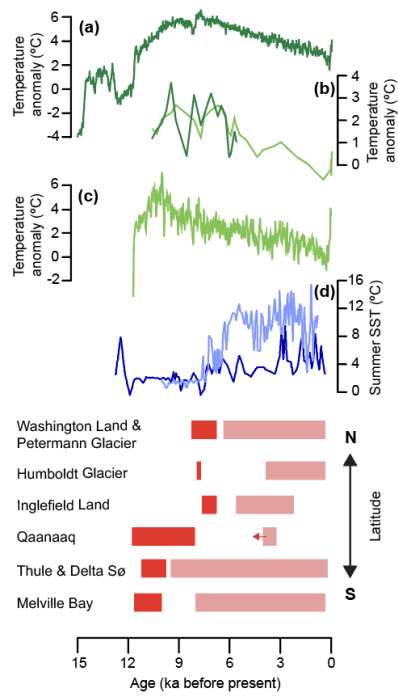 (a)
Temperature
anomaly (ºC)
6
4
2
0
-2
-4
(b)
4
3
2
1
0
Temperature
anomaly (ºC)
(c)
Temperature
anomaly (ºC)
6
4
2
0
-2
(d)
16
12
8
4
0
Summer SST (ºC)
Washington Land &
Petermann Glacier
N
Humboldt Glacier
Inglefield Land
Latitude
Qaanaaq
Thule & Delta Sø
S
Melville Bay
15 12 9 6 3 0
Age (ka before present)